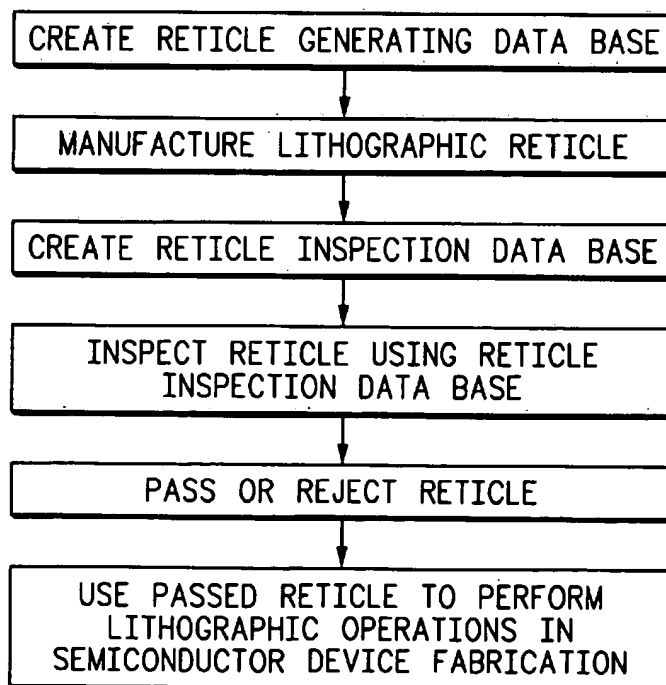 CREATE RETICLE GENERATING DATA BASE
MANUFACTURE LITHOGRAPHIC RETICLE
CREATE RETICLE INSPECTION DATA BASE
INSPECT RETICLE USING RETICLE
INSPECTION DATA BASE
PASS OR REJECT RETICLE
USE PASSED RETICLE TO PERFORM
LITHOGRAPHIC OPERATIONS IN
SEMICONDUCTOR DEVICE FABRICATION